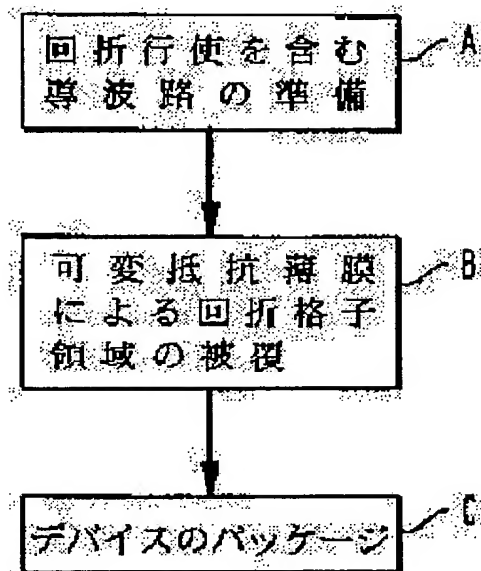 回折行使を含む
導波路の準備
A
可変抵抗薄膜
による回折格子
領域の被覆
B
デバイスのパッケージ
C